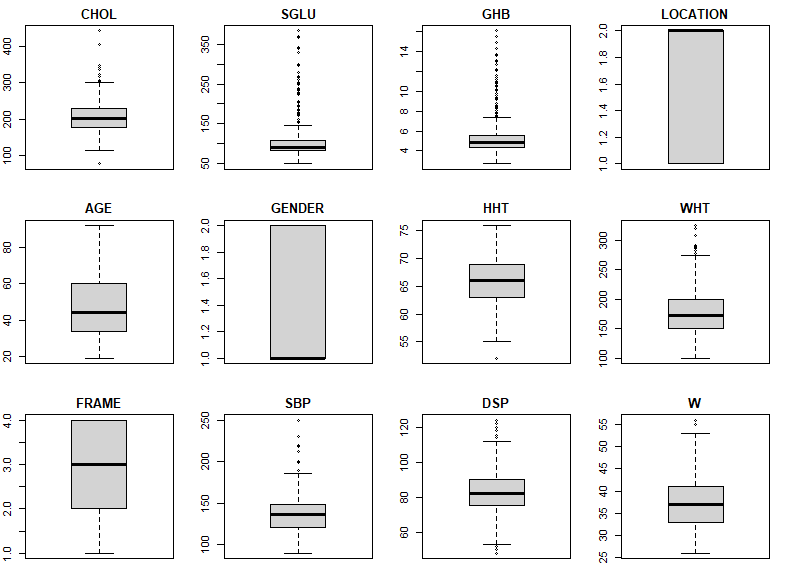 CHOL
SGLU
GHB
LOCATION
100 200 300 400
50 150 250 350
4 6 8 10 14
1.0 1.2 1.4 1.6 1.8 2.0
AGE
GENDER
HHT
WHT
20 40 60 80
1.0 1.2 1.4 1.6 1.8 2.0
55 60 65 70 75
100 150 200 250 300
FRAME
SBP
DSP
W
1.0 2.0 3.0 4.0
100 150 200 250
60 80 100 120
25 30 35 40 45 50 55